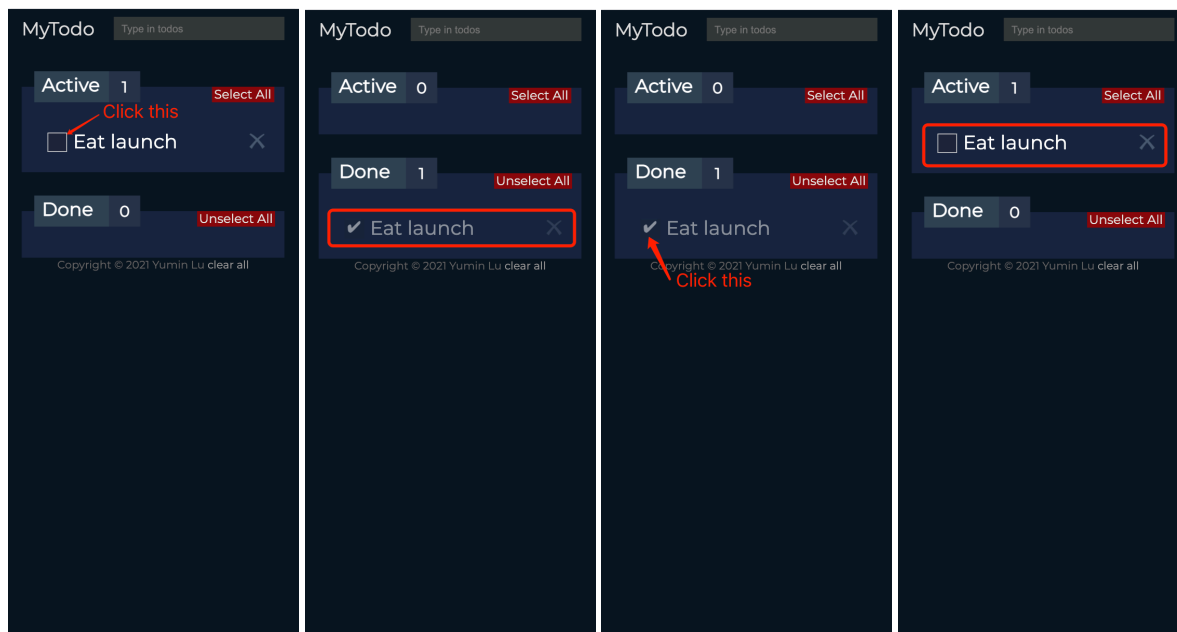 MyTodo Type in todos
Active 1
Select All
Click this
Eat launch ✕
Done 0
Unselect All
Copyright © 2021 Yumin Lu clear all
MyTodo Type in todos
Active 0
Select All
Done 1
Unselect All
✔ Eat launch ✕
Copyright © 2021 Yumin Lu clear all
MyTodo Type in todos
Active 0
Select All
Done 1
Unselect All
✔ Eat launch ✕
Copyright © 2021 Yumin Lu clear all
Click this
MyTodo Type in todos
Active 1
Select All
Eat launch ✕
Done 0
Unselect All
Copyright © 2021 Yumin Lu clear all